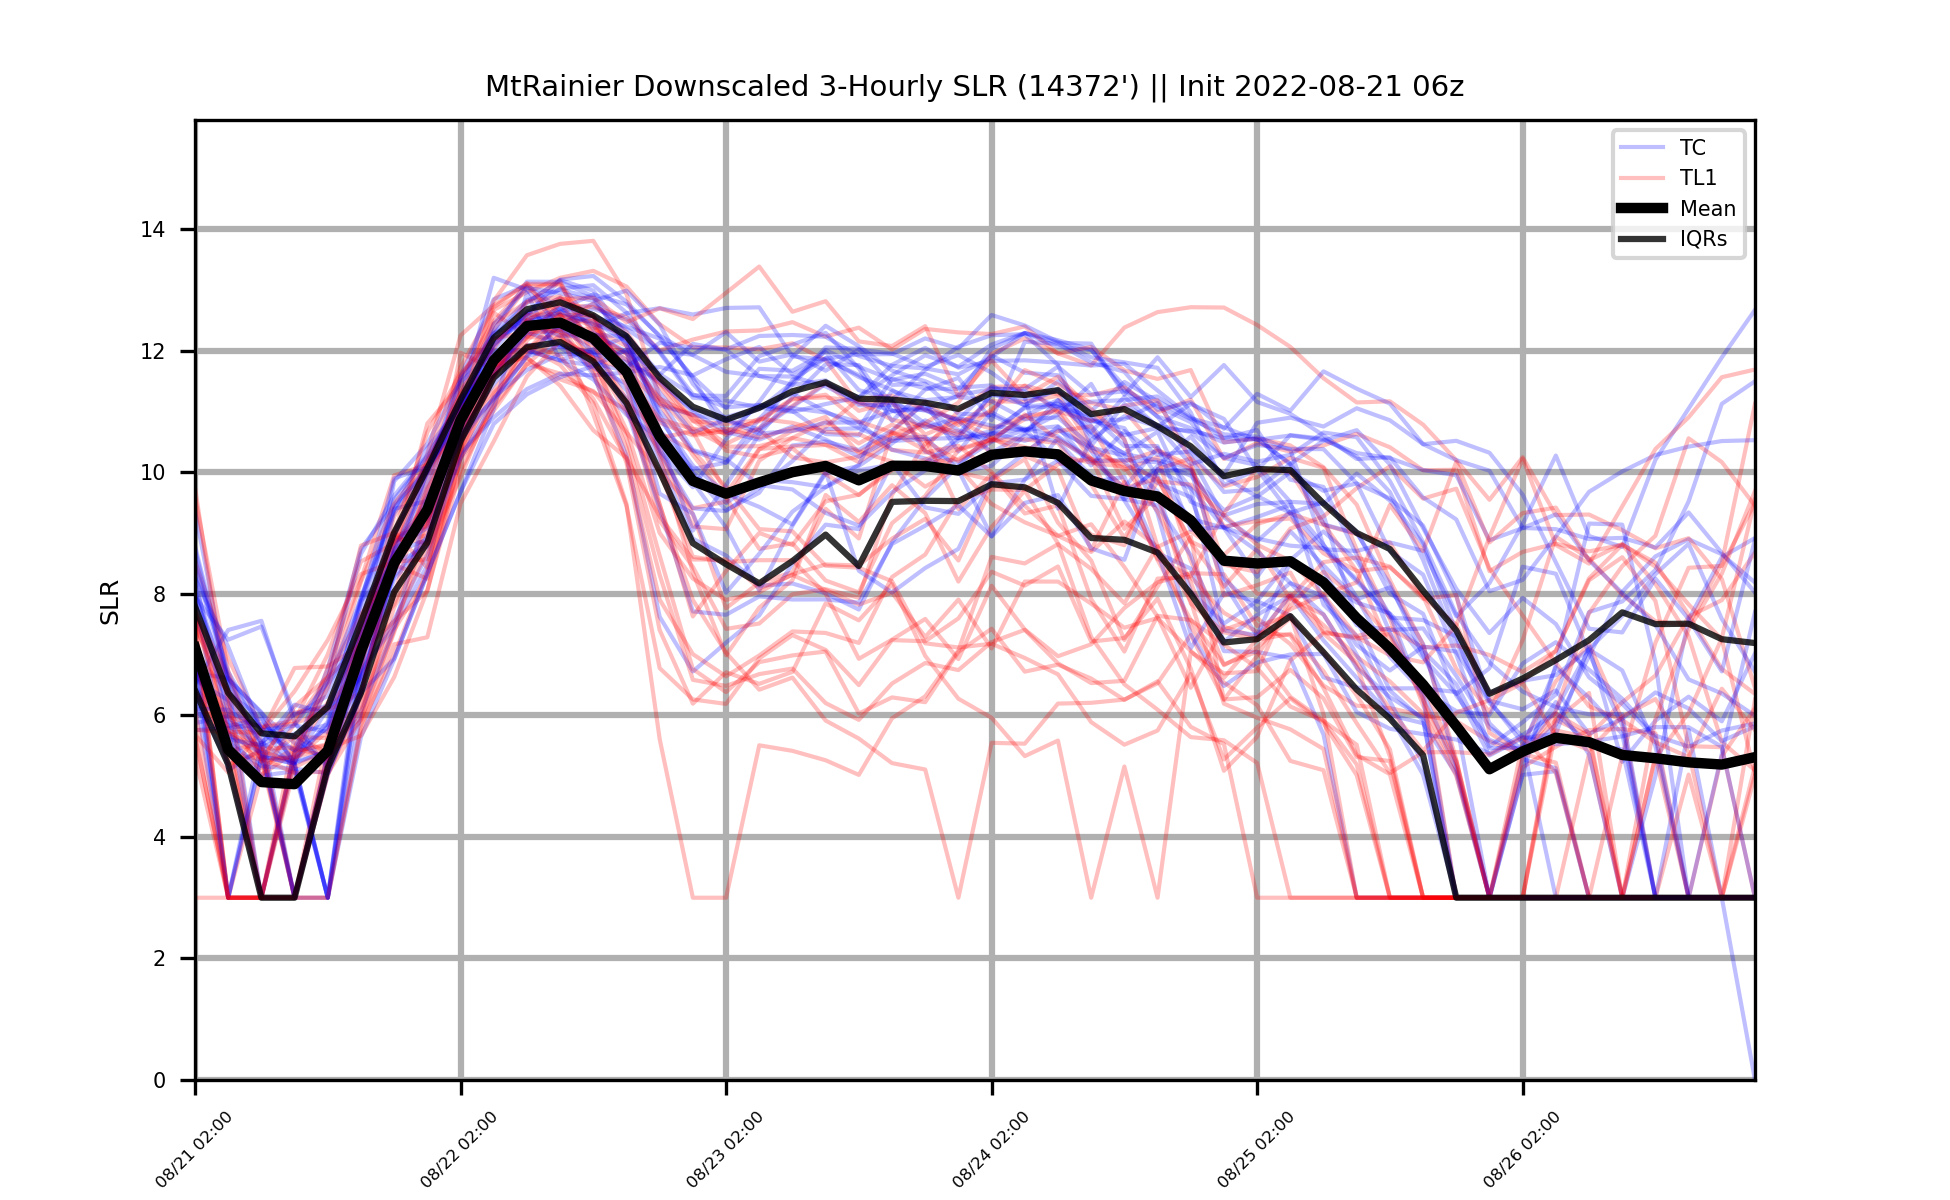 MtRainier Downscaled 3-Hourly SLR (14372') || Init 2022-08-21 06z
TC
TL1
Mean
IQRs
SLR
14
12
10
8
6
4
2
0
08/21 02:00
08/22 02:00
08/23 02:00
08/24 02:00
08/25 02:00
08/26 02:00